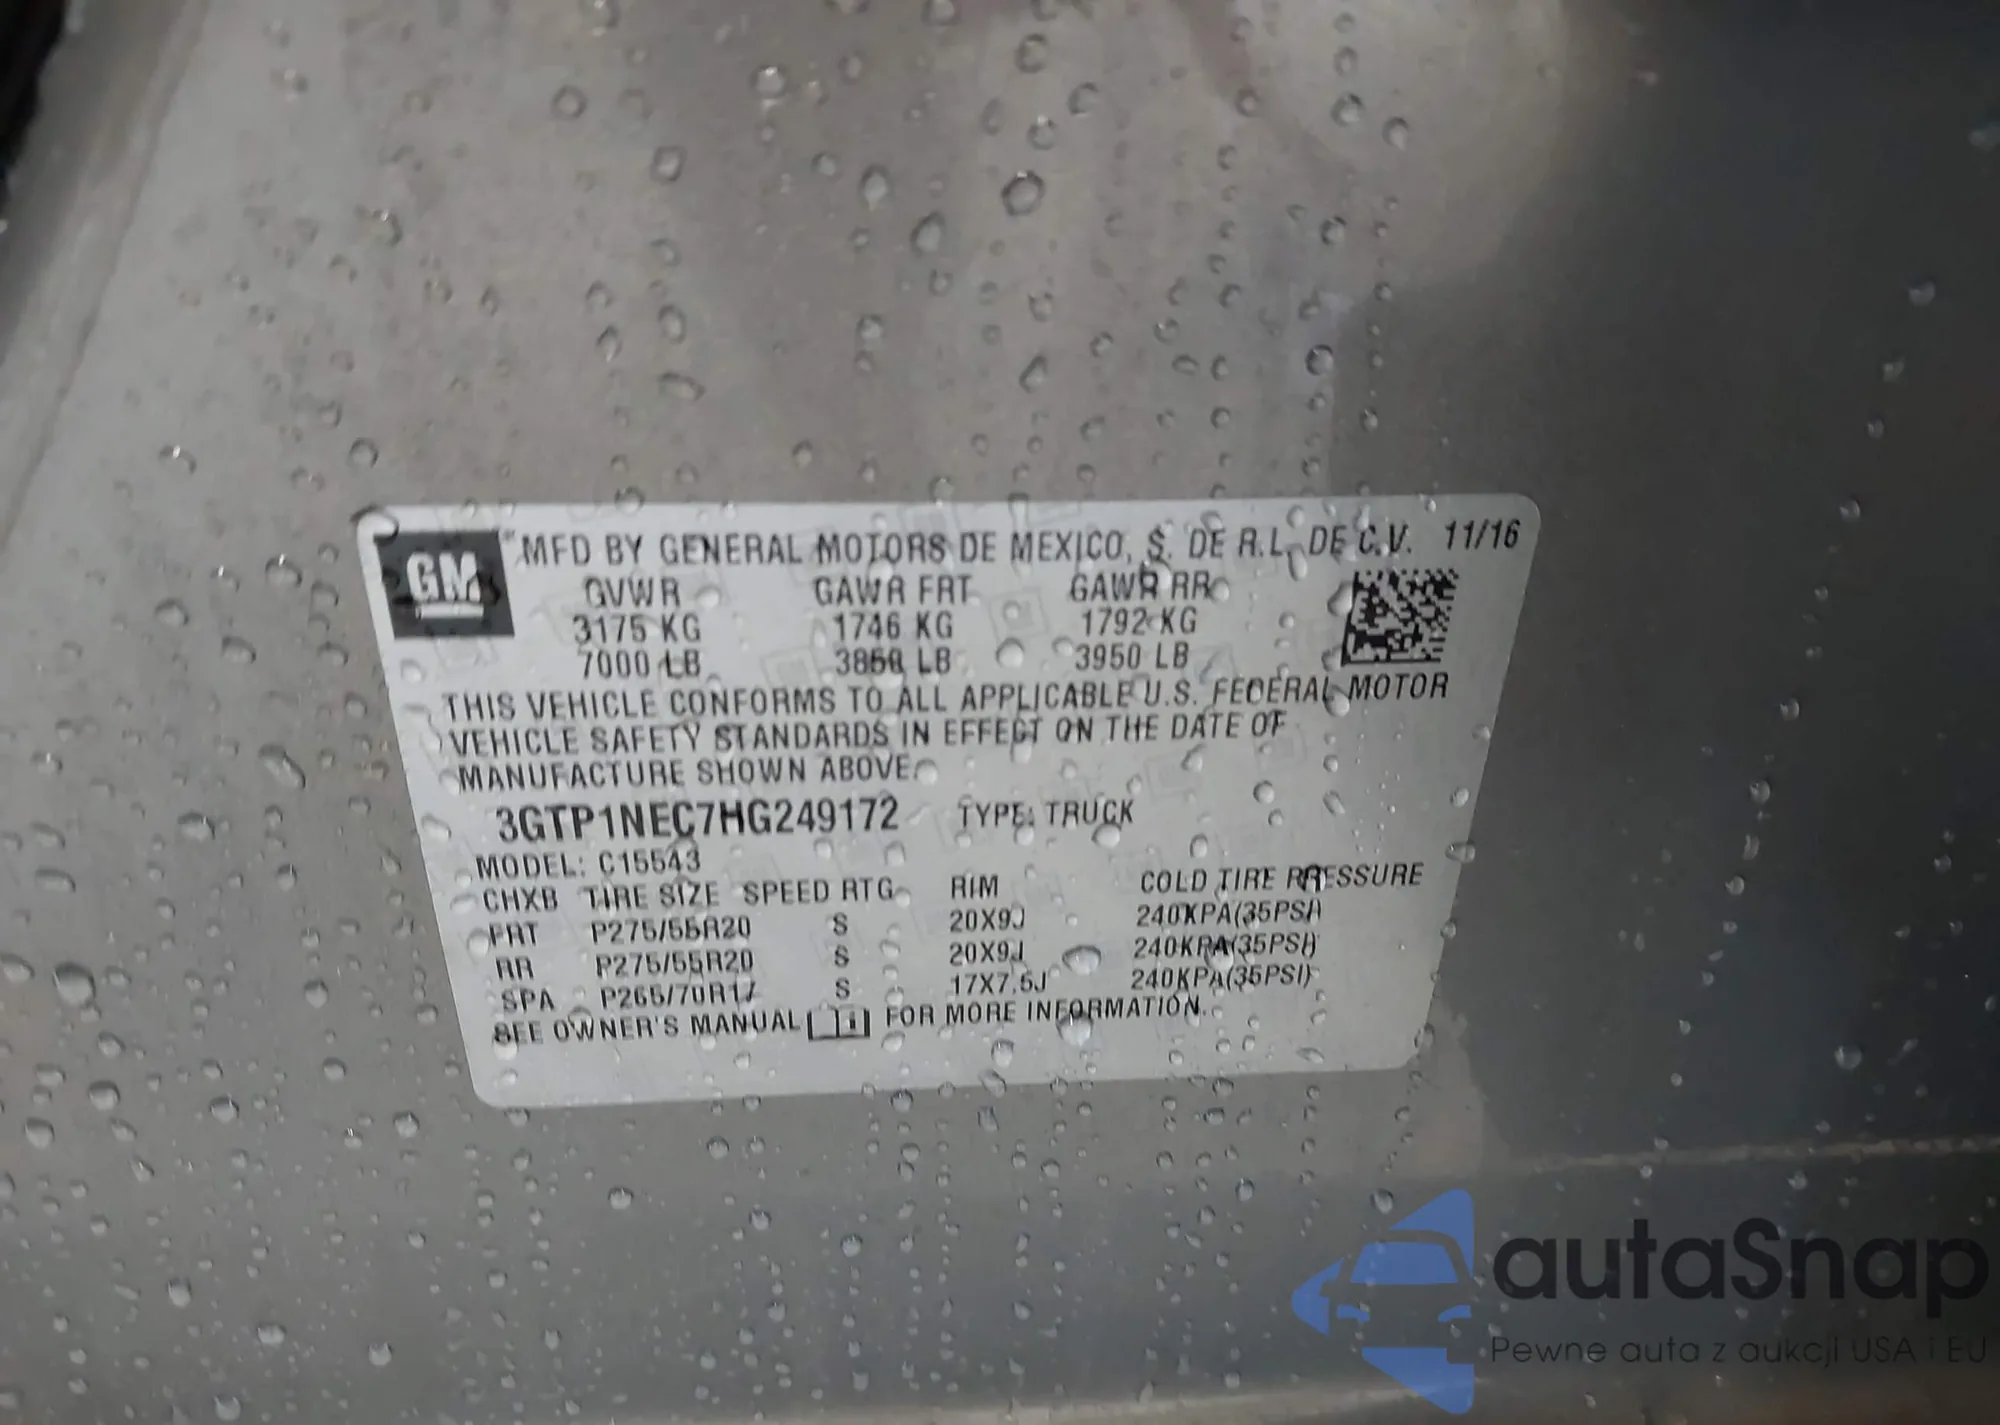 GM
MFD BY GENERAL MOTORS DE MEXICO, S. DE R.L. DE C.V. 11/16
GVWR GAWR FRT GAWR RR
3175 KG 1746 KG 1792 KG
7000 LB 3850 LB 3950 LB
THIS VEHICLE CONFORMS TO ALL APPLICABLE U.S. FEDERAL MOTOR
VEHICLE SAFETY STANDARDS IN EFFECT ON THE DATE OF
MANUFACTURE SHOWN ABOVE.
3GTP1NEC7HG249172 TYPE: TRUCK
MODEL: C15543
CHXB TIRE SIZE SPEED RTG RIM COLD TIRE PRESSURE
FRT P275/55R20 S 20X9J 240KPA(35PSI)
RR P275/55R20 S 20X9J 240KPA(35PSI)
SPA P265/70R17 S 17X7.5J 240KPA(35PSI)
SEE OWNER'S MANUAL FOR MORE INFORMATION.
autaSnap
Pewne auta z aukcji USA i EU